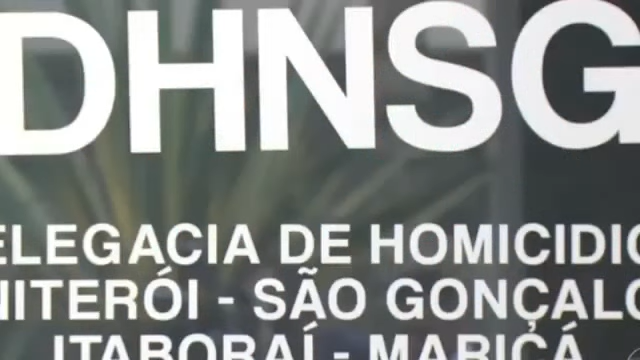 DHNSG
ELEGACIA DE HOMICIDIO
NITERÓI - SÃO GONÇALO
ITABORAÍ - MARICÁ